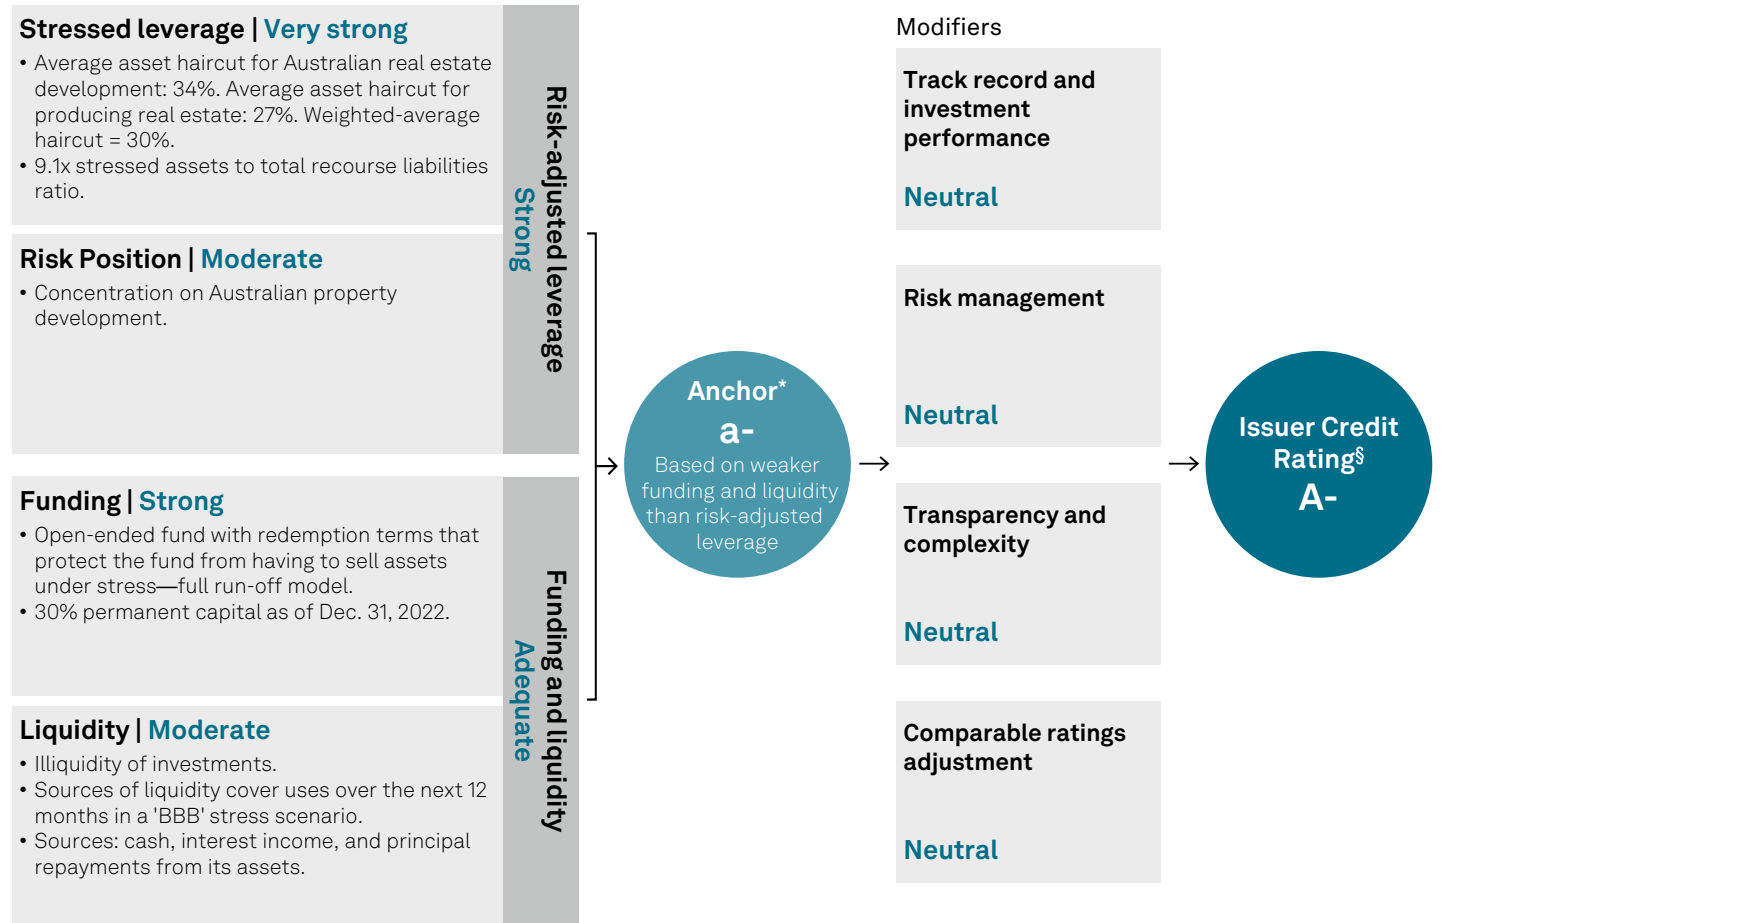 Stressed leverage | Very strong
• Average asset haircut for Australian real estate
development: 34%. Average asset haircut for
producing real estate: 27%. Weighted-average
haircut = 30%.
• 9.1x stressed assets to total recourse liabilities
ratio.
Risk Position | Moderate
• Concentration on Australian property
development.
Risk-adjusted leverage
Strong
Funding | Strong
• Open-ended fund with redemption terms that
protect the fund from having to sell assets
under stress—full run-off model.
• 30% permanent capital as of Dec. 31, 2022.
Liquidity | Moderate
• Illiquidity of investments.
• Sources of liquidity cover uses over the next 12
months in a 'BBB' stress scenario.
• Sources: cash, interest income, and principal
repayments from its assets.
Funding and liquidity
Adequate
Anchor*
a-
Based on weaker
funding and liquidity
than risk-adjusted
leverage
Modifiers
Track record and
investment
performance
Neutral
Risk management
Neutral
Transparency and
complexity
Neutral
Comparable ratings
adjustment
Neutral
Issuer Credit
Rating§
A-